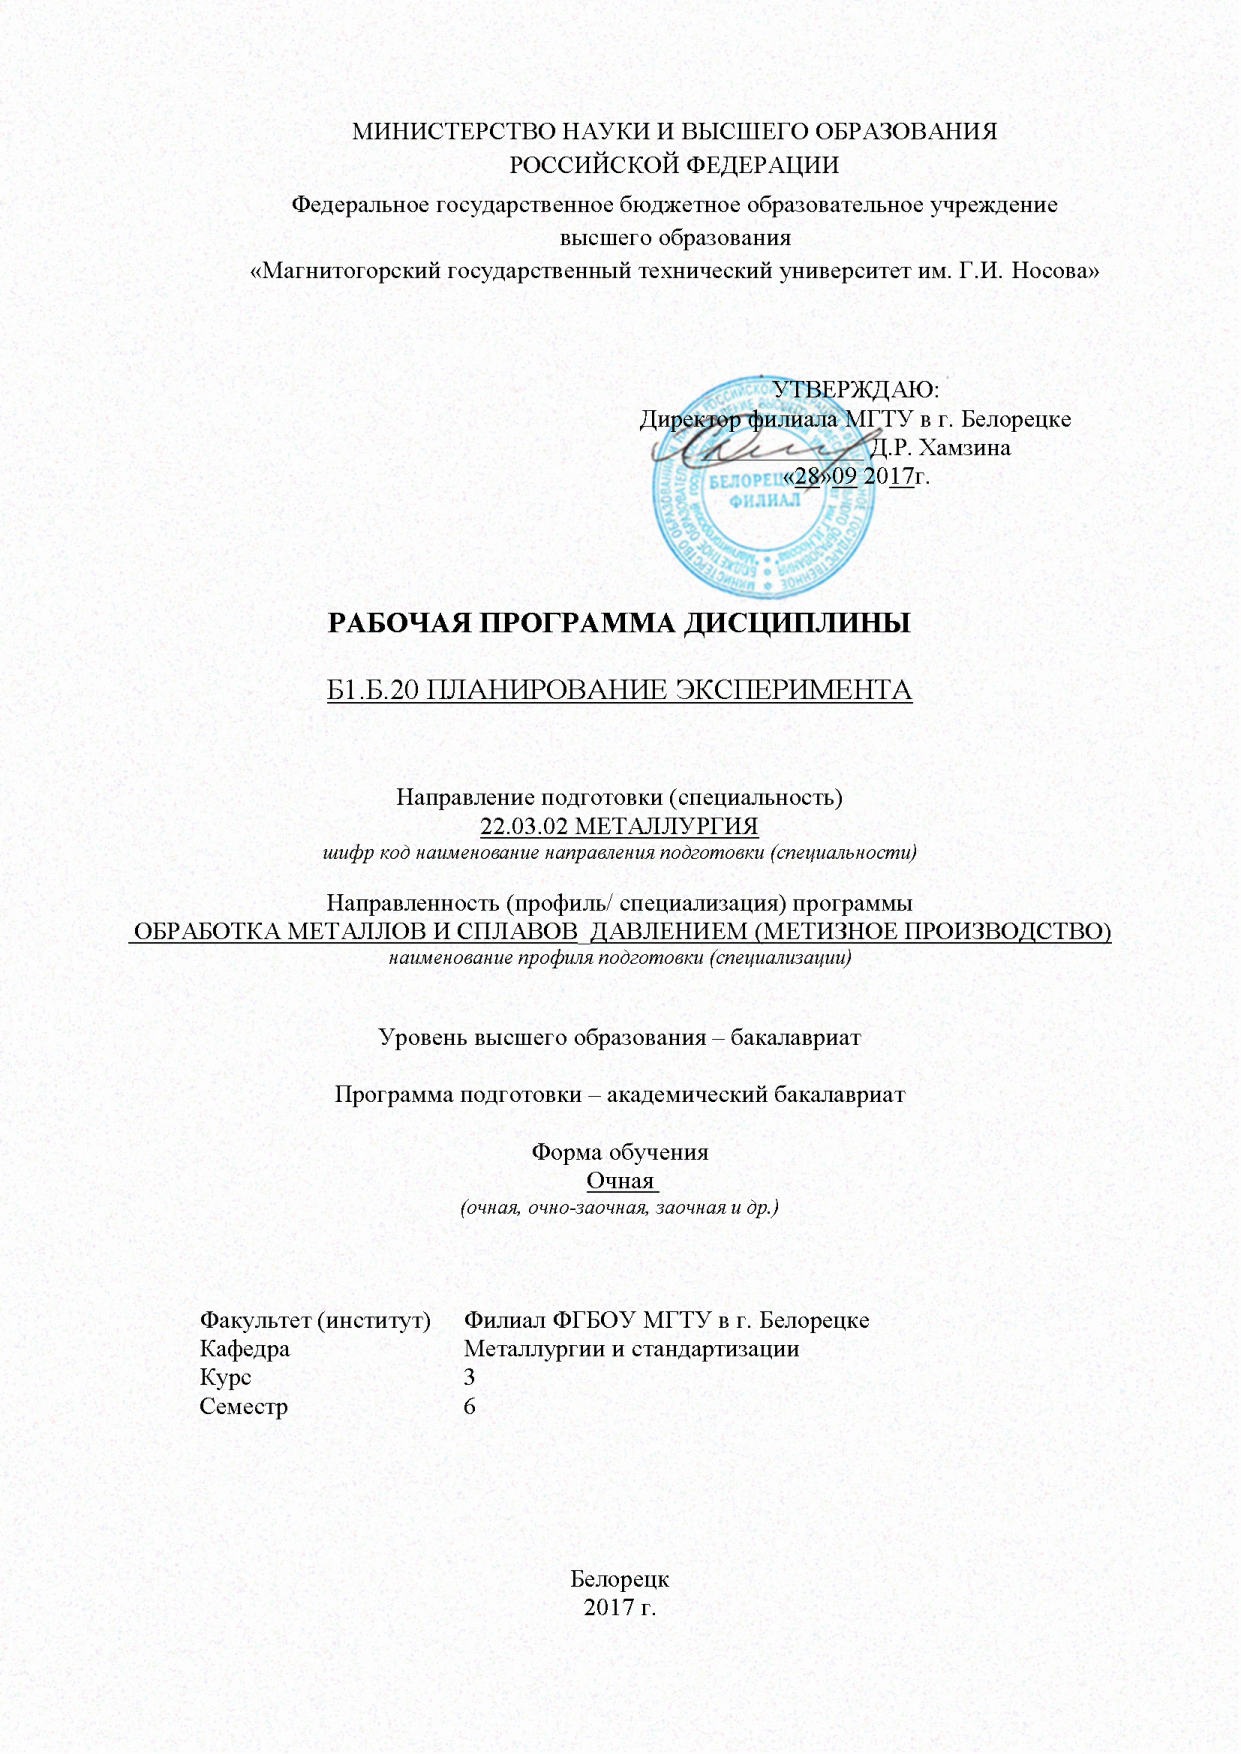 МИНИСТЕРСТВО НАУКИ И ВЫСШЕГО ОБРАЗОВАНИЯ
РОССИЙСКОЙ ФЕДЕРАЦИИ
Федеральное государственное бюджетное образовательное учреждение
высшего образования
«Магнитогорский государственный технический университет им. Г.И. Носова»
УТВЕРЖДАЮ:
Директор филиала МГТУ в г. Белорецке
Д.Р. Хамзина
«28»09 2017г.
БЕЛОРЕЦКИЙ
ФИЛИАЛ
РАБОЧАЯ ПРОГРАММА ДИСЦИПЛИНЫ
Б1.Б.20 ПЛАНИРОВАНИЕ ЭКСПЕРИМЕНТА
Направление подготовки (специальность)
22.03.02 МЕТАЛЛУРГИЯ
шифр код наименование направления подготовки (специальности)
Направленность (профиль/ специализация) программы
ОБРАБОТКА МЕТАЛЛОВ И СПЛАВОВ ДАВЛЕНИЕМ (МЕТИЗНОЕ ПРОИЗВОДСТВО)
наименование профиля подготовки (специализации)
Уровень высшего образования – бакалавриат
Программа подготовки – академический бакалавриат
Форма обучения
Очная
(очная, очно-заочная, заочная и др.)
Факультет (институт) Филиал ФГБОУ МГТУ в г. Белорецке
Кафедра Металлургии и стандартизации
Курс 3
Семестр 6
Белорецк
2017 г.